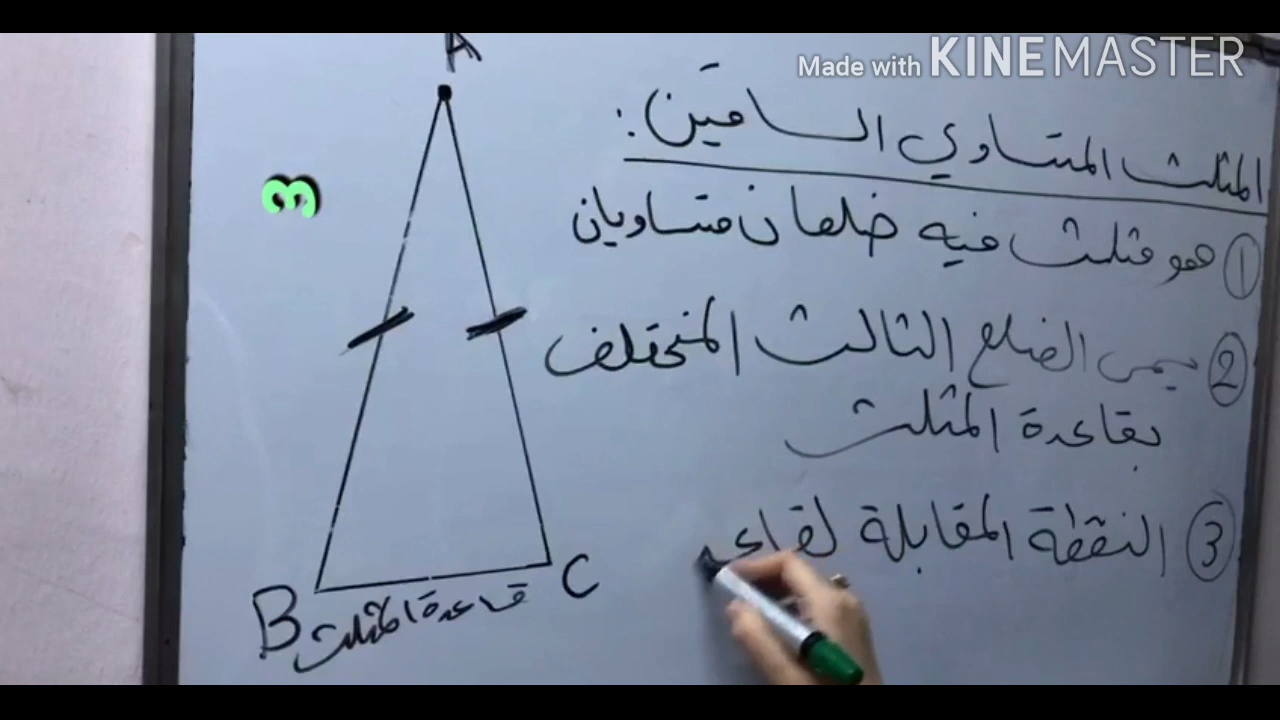 Made with KINEMASTER
المثلث المتساوي الساقين:
① هو مثلث فيه ضلعان متساويان
② يسمى الضلع الثالث المختلف
بقاعدة المثلث
③ النقطة المقابلة لقاعد
A
3
B
C
قاعدة المثلث